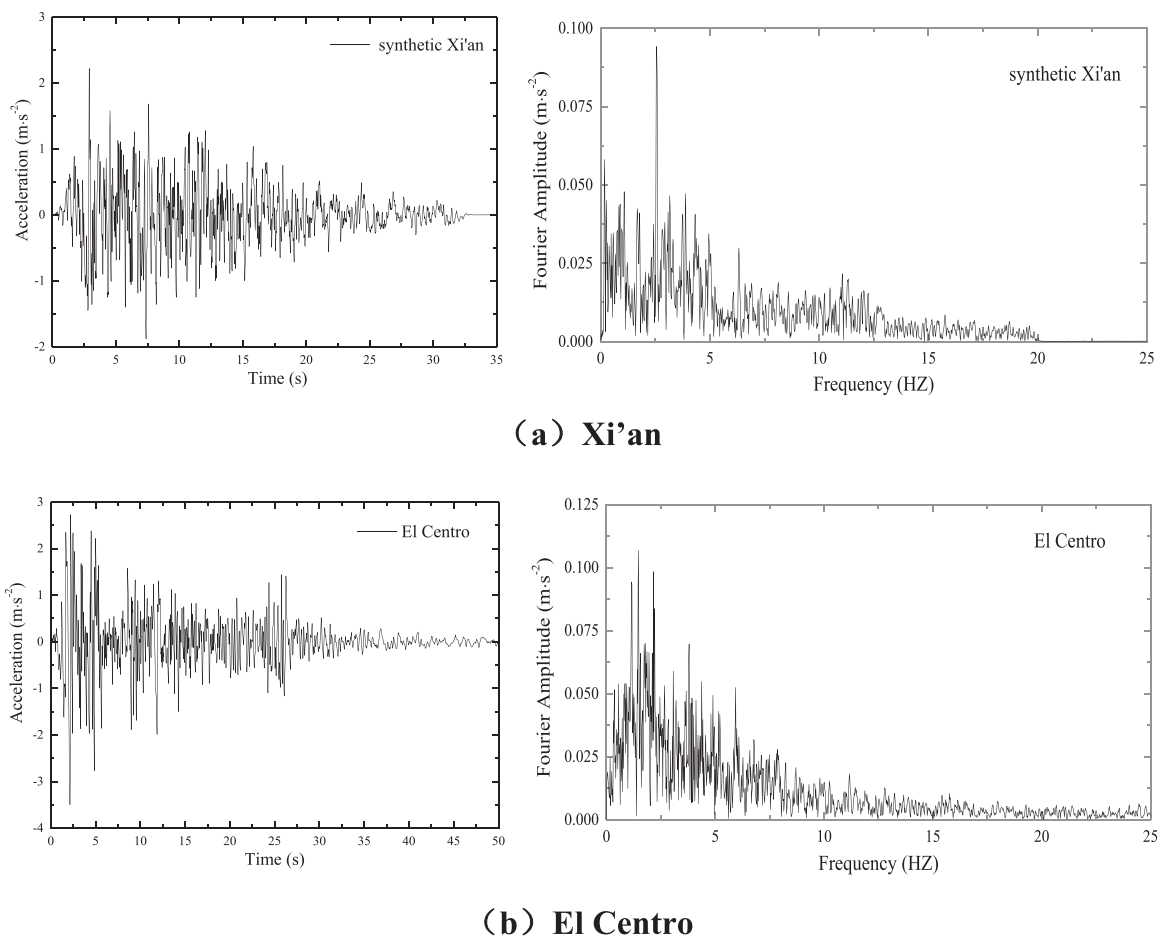 3
2
1
0
-1
-2
Acceleration (m·s⁻²)
synthetic Xi'an
0 5 10 15 20 25 30 35
Time (s)
0.100
0.075
0.050
0.025
0.000
Fourier Amplitude (m·s⁻²)
synthetic Xi'an
0 5 10 15 20 25
Frequency (HZ)
（a）Xi’an
3
2
1
0
-1
-2
-3
-4
Acceleration (m·s⁻²)
El Centro
0 5 10 15 20 25 30 35 40 45 50
Time (s)
0.125
0.100
0.075
0.050
0.025
0.000
Fourier Amplitude (m·s⁻²)
El Centro
0 5 10 15 20 25
Frequency (HZ)
（b）El Centro